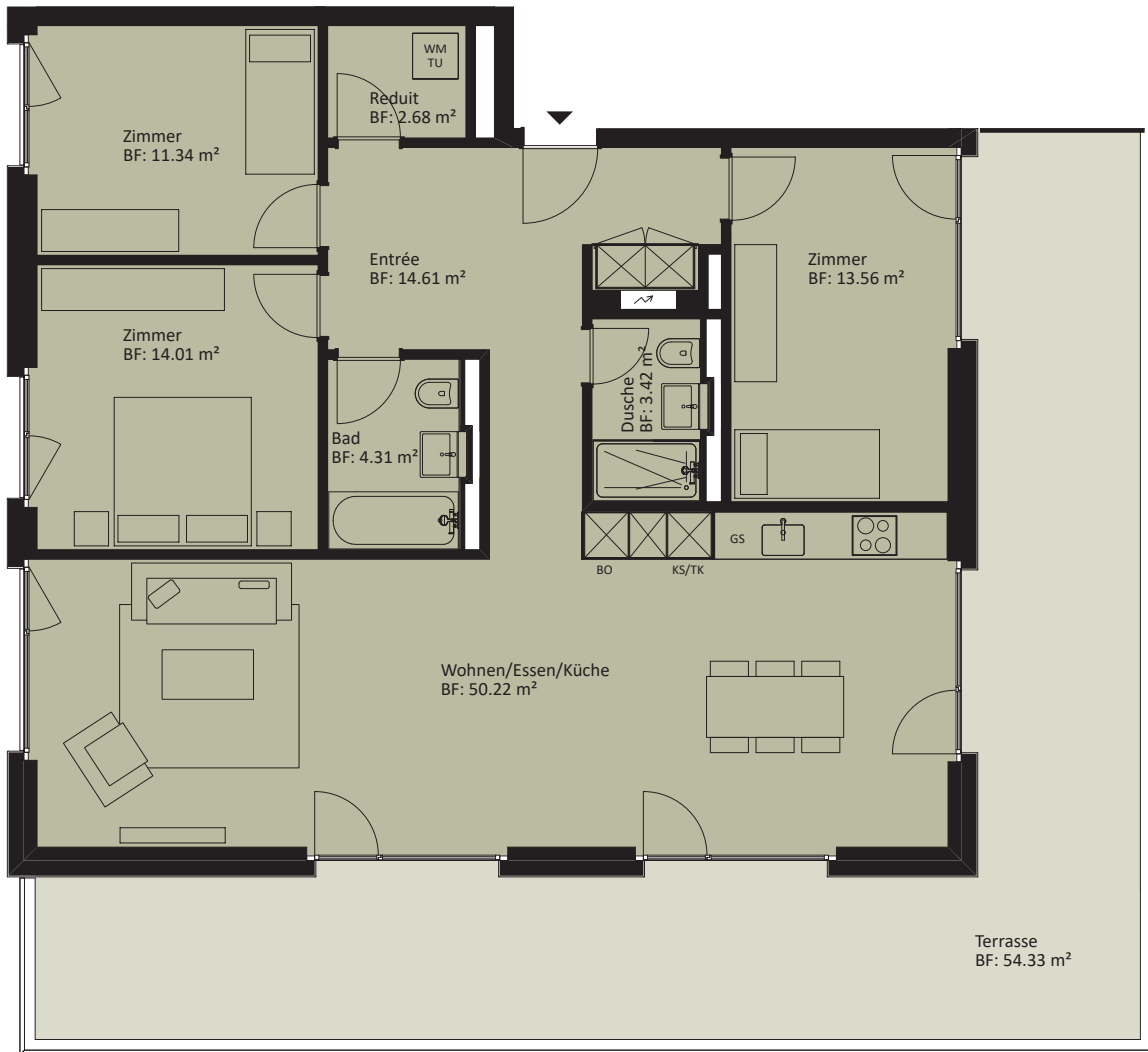 WM
TU
Reduit
BF: 2.68 m²
Zimmer
BF: 11.34 m²
Entrée
BF: 14.61 m²
Zimmer
BF: 13.56 m²
Zimmer
BF: 14.01 m²
Dusche
BF: 3.42 m²
Bad
BF: 4.31 m²
GS
BO
KS/TK
Wohnen/Essen/Küche
BF: 50.22 m²
Terrasse
BF: 54.33 m²